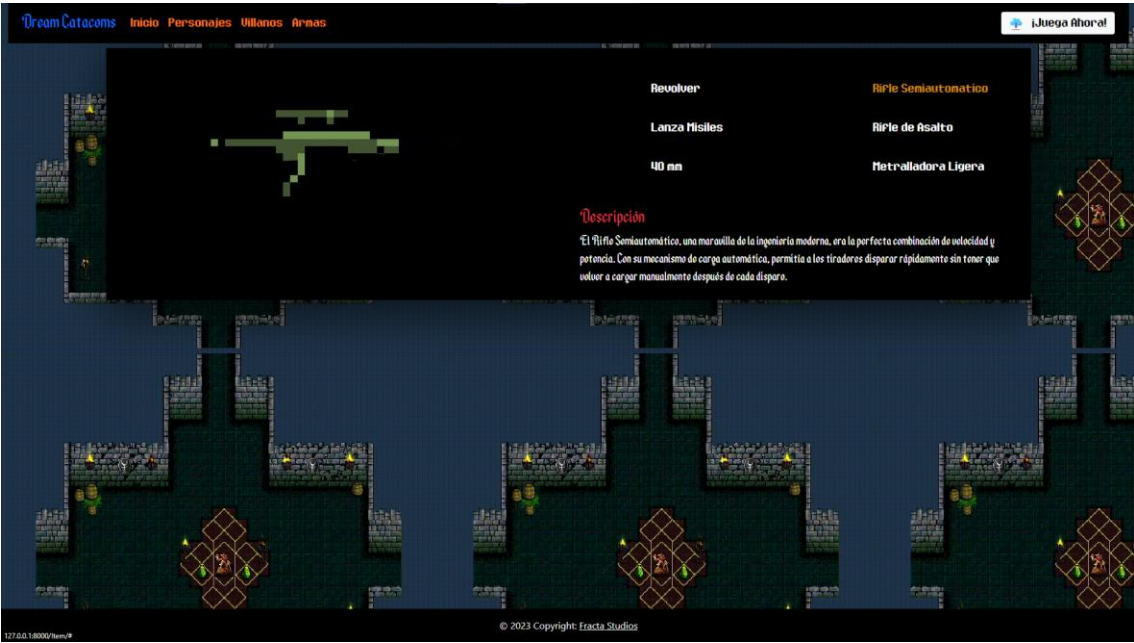 Dream Catacoms Inicio Personajes Villanos Armas ¡Juega Ahora!
Revolver Rifle Semiautomatico
Lanza Misiles Rifle de Asalto
40 mm Metralladora Ligera
Descripción
El Rifle Semiautomático, una maravilla de la ingeniería moderna, era la perfecta combinación de velocidad y
potencia. Con su mecanismo de carga automática, permitía a los tiradores disparar rápidamente sin tener que
volver a cargar manualmente después de cada disparo.
© 2023 Copyright: Fracta Studios
127.0.0.1:8000/Item/#